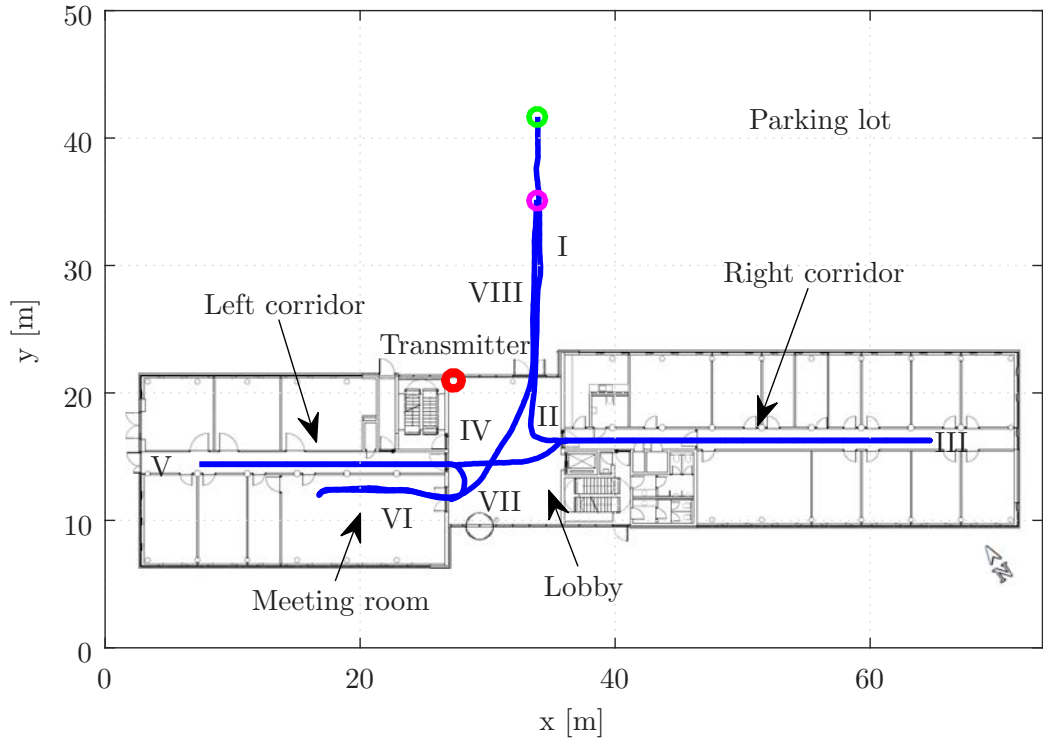 50
40
30
20
10
0
0
20
40
60
y [m]
x [m]
Parking lot
I
VIII
Right corridor
Left corridor
Transmitter
II
IV
III
V
VII
VI
Lobby
Meeting room
N